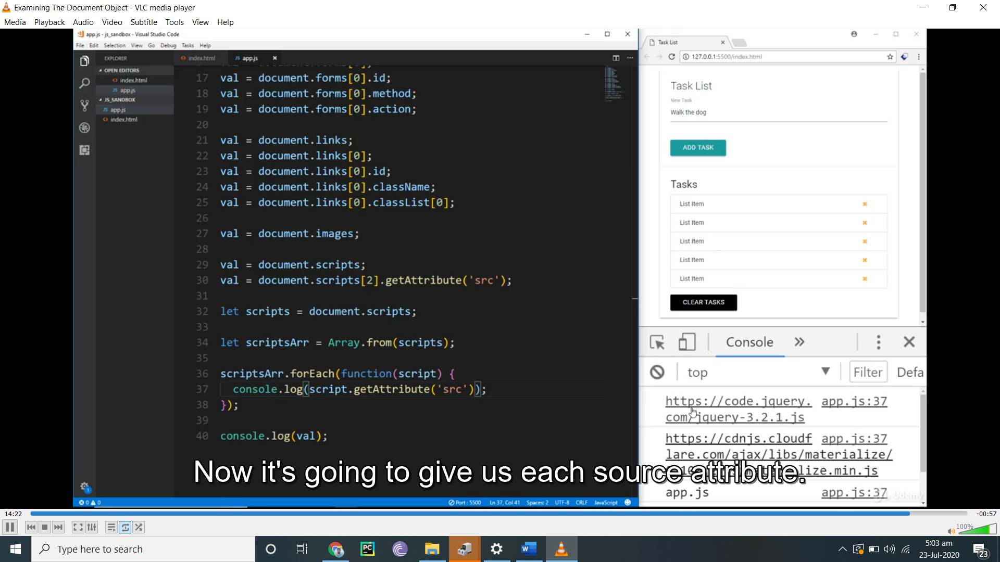 Examining The Document Object - VLC media player
Media Playback Audio Video Subtitle Tools View Help
app.js - js_sandbox - Visual Studio Code
File Edit Selection View Go Debug Tasks Help
EXPLORER
OPEN EDITORS
index.html
JS app.js
JS_SANDBOX
JS app.js
index.html
index.html
JS app.js
17 val = document.forms[0].id;
18 val = document.forms[0].method;
19 val = document.forms[0].action;
20
21 val = document.links;
22 val = document.links[0];
23 val = document.links[0].id;
24 val = document.links[0].className;
25 val = document.links[0].classList[0];
26
27 val = document.images;
28
29 val = document.scripts;
30 val = document.scripts[2].getAttribute('src');
31
32 let scripts = document.scripts;
33
34 let scriptsArr = Array.from(scripts);
35
36 scriptsArr.forEach(function(script) {
37 console.log(script.getAttribute('src'));
38 });
39
40 console.log(val);
1
0 0
Port : 5500 Ln 37, Col 41 Spaces: 2 UTF-8 CRLF JavaScript
Task List
127.0.0.1:5500/index.html
Task List
New Task
Walk the dog
ADD TASK
Tasks
List Item
List Item
List Item
List Item
List Item
CLEAR TASKS
Console
top
Filter
Defa
https://code.jquery. app.js:37
com/jquery-3.2.1.js
https://cdnjs.cloudf app.js:37
lare.com/ajax/libs/materialize/
ize.min.js
app.js app.js:37
Udemy
Now it's going to give us each source attribute.
14:22 -00:57
100%
Type here to search
PC
W
5:03 am
23-Jul-2020
23